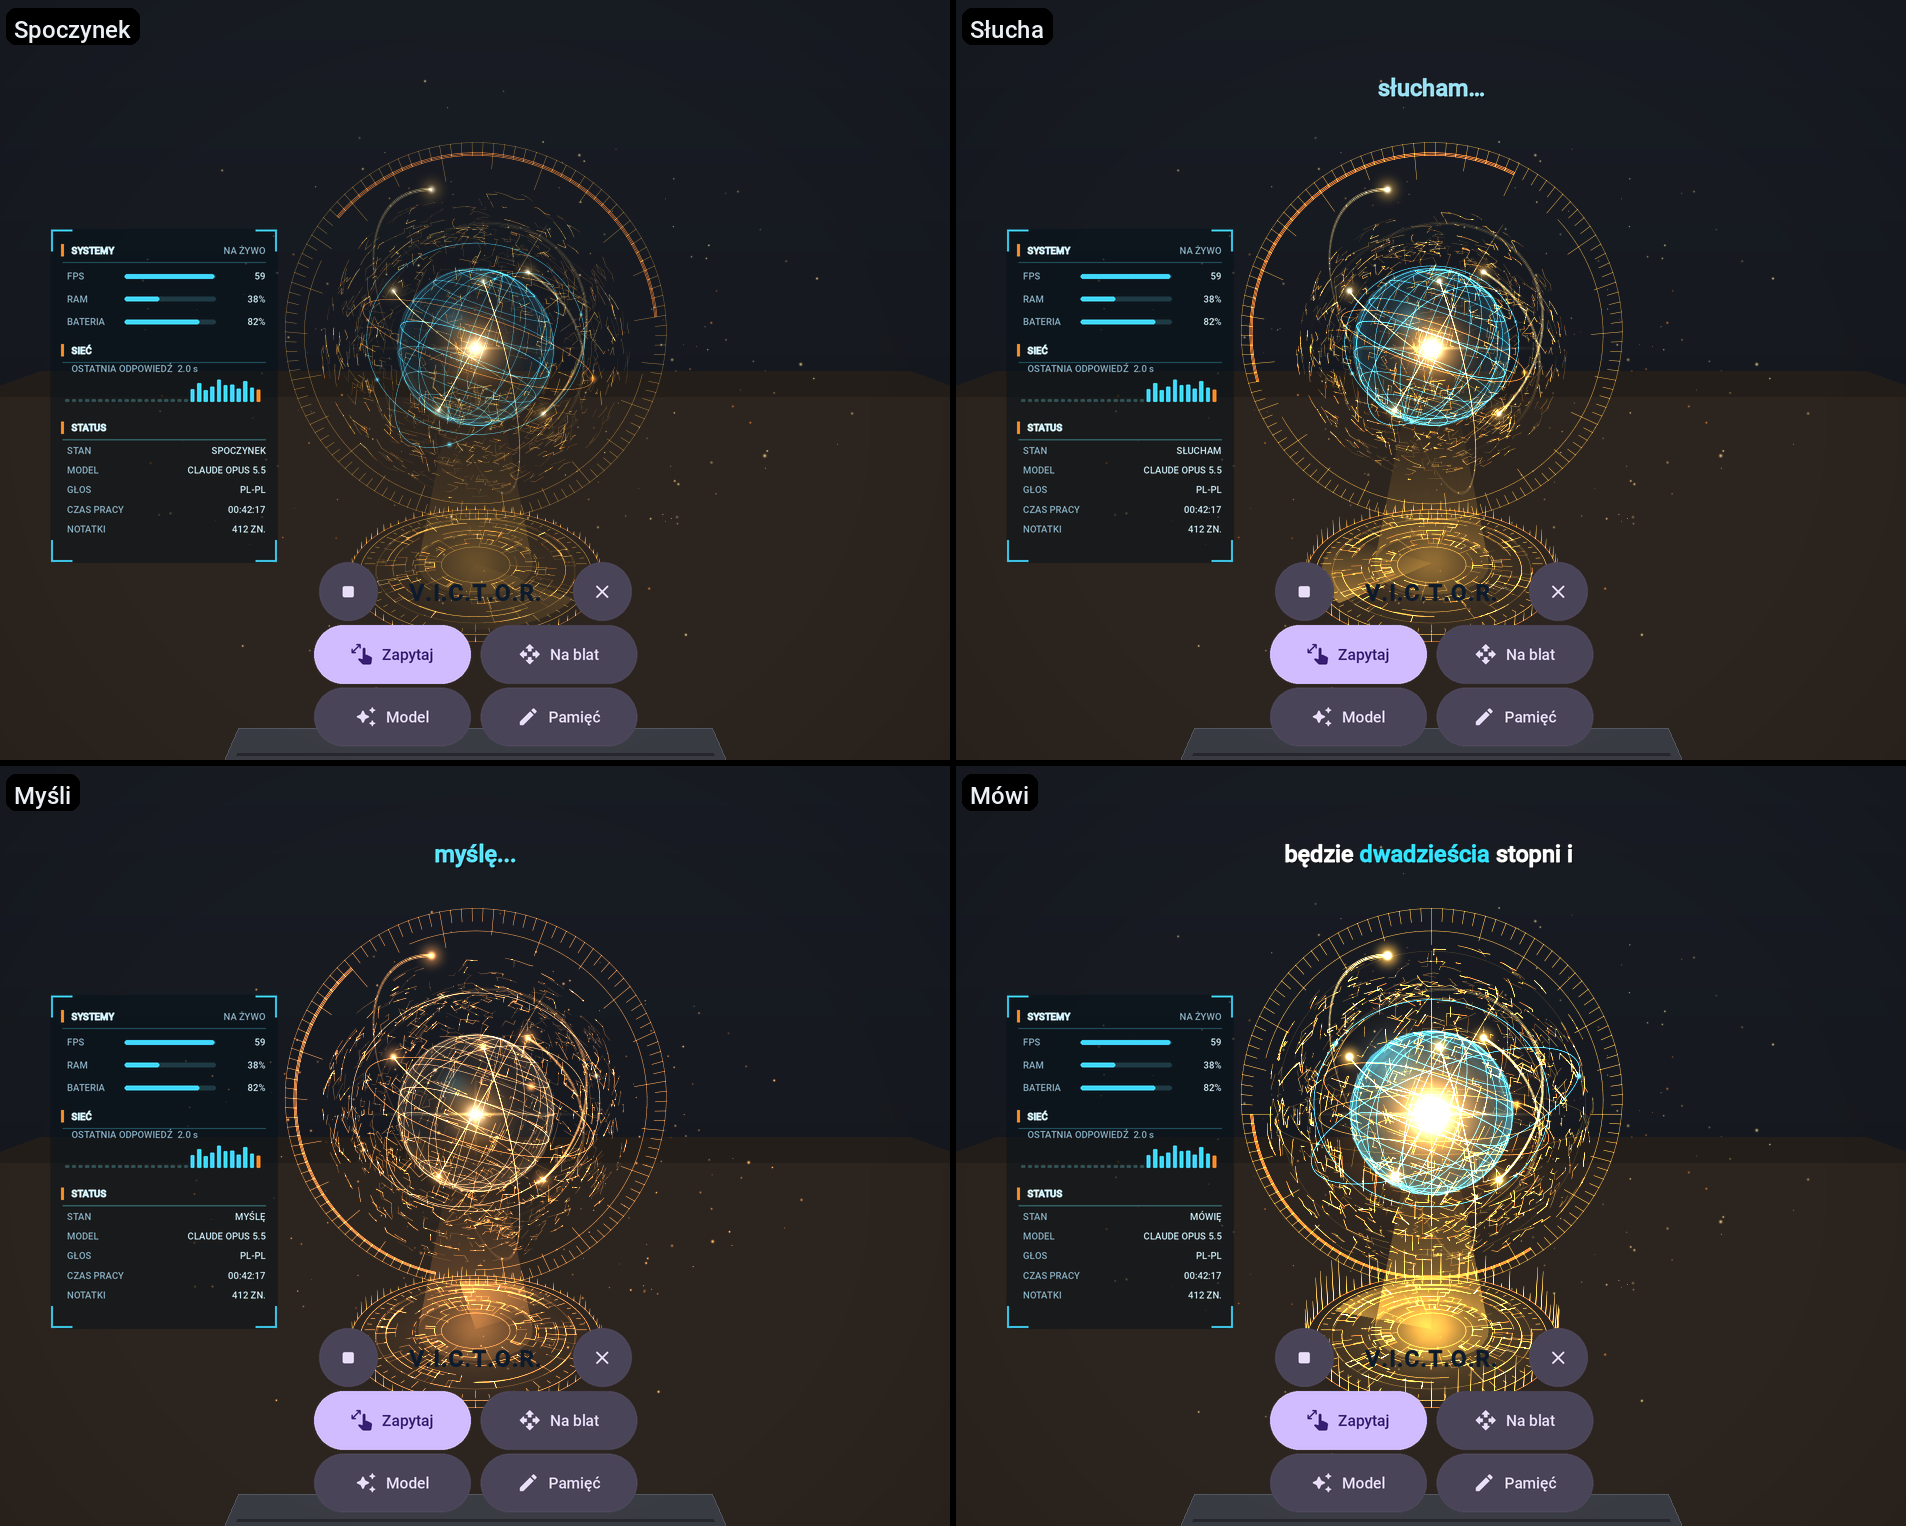 Spoczynek
SYSTEMY NA ŻYWO
FPS 59
RAM 38%
BATERIA 82%
SIEĆ
OSTATNIA ODPOWIEDŹ 2.0 s
STATUS
STAN SPOCZYNEK
MODEL CLAUDE OPUS 5.5
GŁOS PL-PL
CZAS PRACY 00:42:17
NOTATKI 412 ZN.
V.I.C.T.O.R.
Zapytaj Na blat
Model Pamięć
Słucha
słucham...
SYSTEMY NA ŻYWO
FPS 59
RAM 38%
BATERIA 82%
SIEĆ
OSTATNIA ODPOWIEDŹ 2.0 s
STATUS
STAN SŁUCHAM
MODEL CLAUDE OPUS 5.5
GŁOS PL-PL
CZAS PRACY 00:42:17
NOTATKI 412 ZN.
V.I.C.T.O.R.
Zapytaj Na blat
Model Pamięć
Myśli
myślę...
SYSTEMY NA ŻYWO
FPS 59
RAM 38%
BATERIA 82%
SIEĆ
OSTATNIA ODPOWIEDŹ 2.0 s
STATUS
STAN MYŚLĘ
MODEL CLAUDE OPUS 5.5
GŁOS PL-PL
CZAS PRACY 00:42:17
NOTATKI 412 ZN.
V.I.C.T.O.R.
Zapytaj Na blat
Model Pamięć
Mówi
będzie dwadzieścia stopni i
SYSTEMY NA ŻYWO
FPS 59
RAM 38%
BATERIA 82%
SIEĆ
OSTATNIA ODPOWIEDŹ 2.0 s
STATUS
STAN MÓWIĘ
MODEL CLAUDE OPUS 5.5
GŁOS PL-PL
CZAS PRACY 00:42:17
NOTATKI 412 ZN.
V.I.C.T.O.R.
Zapytaj Na blat
Model Pamięć